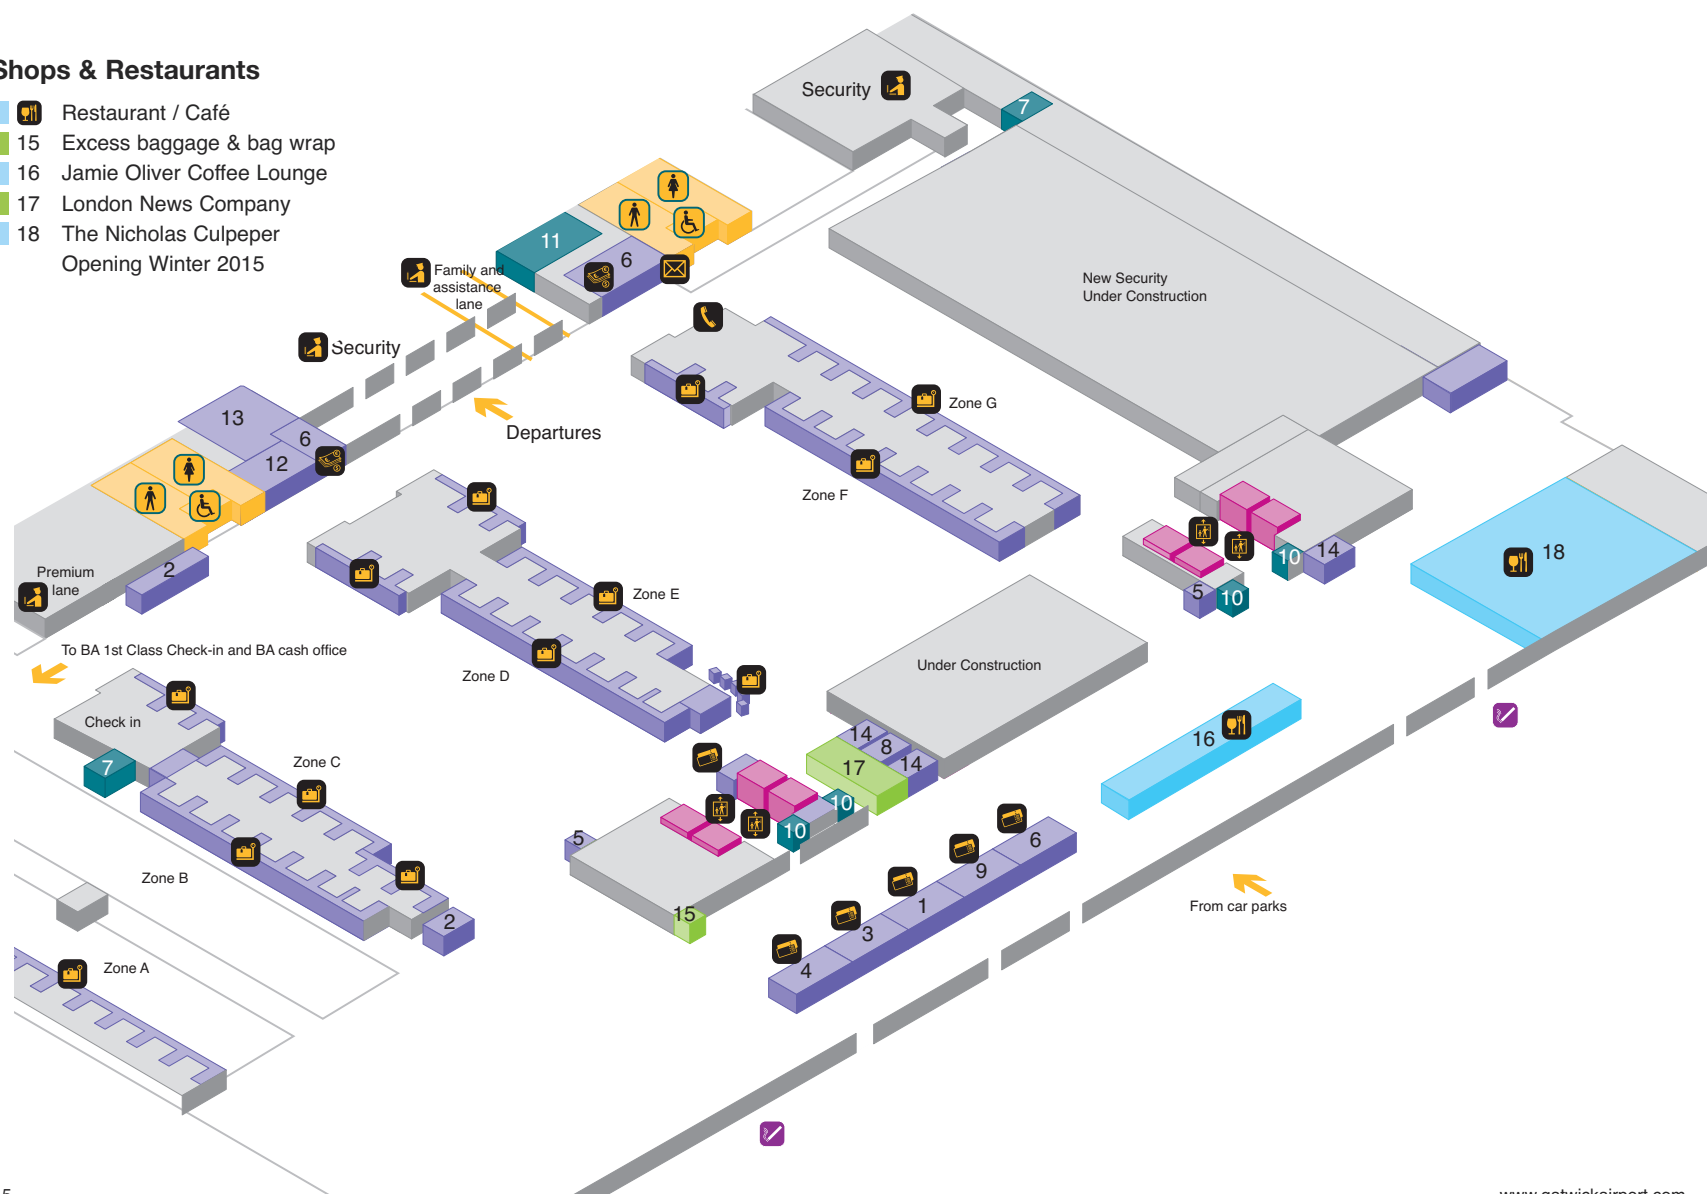 Shops & Restaurants
Restaurant / Café
15 Excess baggage & bag wrap
16 Jamie Oliver Coffee Lounge
17 London News Company
18 The Nicholas Culpeper
Opening Winter 2015
Security
7
11
6
Family and
assistance
lane
New Security
Under Construction
Security
Departures
Zone G
Zone F
13
6
12
2
Premium
lane
18
14
10
5
10
Zone E
Zone D
To BA 1st Class Check-in and BA cash office
Under Construction
Check in
7
Zone C
Zone B
2
Zone A
14
8
14
17
16
10
10
5
15
6
9
1
3
4
From car parks
5
www.gatwickairport.com